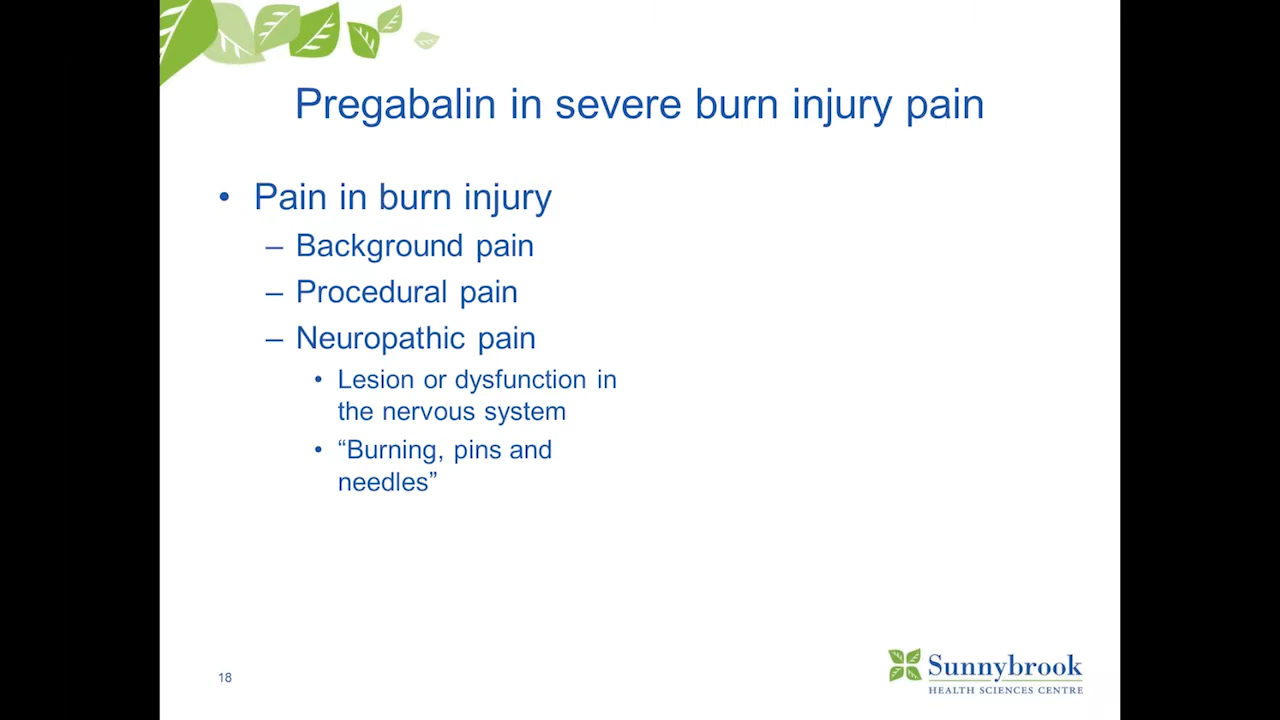 Pregabalin in severe burn injury pain
• Pain in burn injury
– Background pain
– Procedural pain
– Neuropathic pain
• Lesion or dysfunction in
the nervous system
• “Burning, pins and
needles”
18
Sunnybrook
HEALTH SCIENCES CENTRE